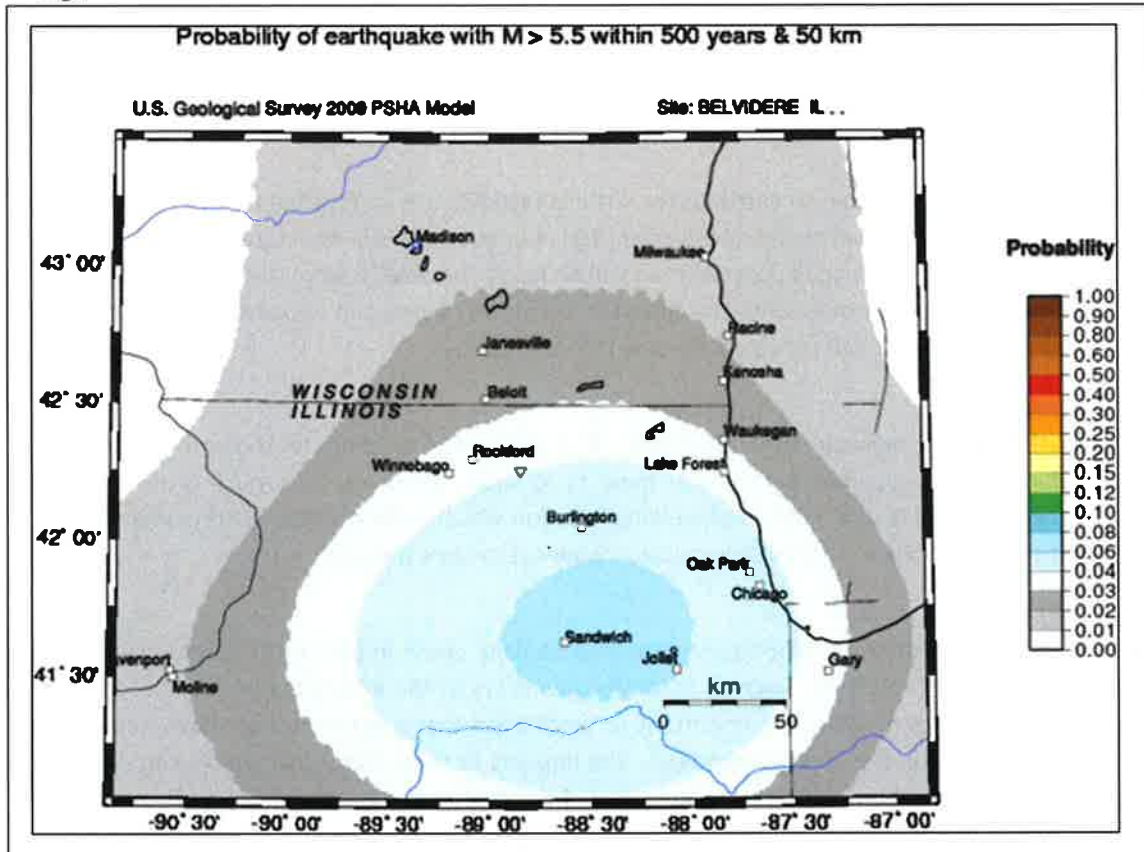 Probability of earthquake with M > 5.5 within 500 years & 50 km
U.S. Geological Survey 2009 PSHA Model
Site: BELVIDERE IL . .
43° 00'
42° 30'
42° 00'
41° 30'
Madison
Milwaukee
Janesville
Racine
WISCONSIN
Beloit
Kenosha
ILLINOIS
Waukegan
Rockford
Winnebago
Lake Forest
Burlington
Oak Park
Chicago
Sandwich
Joliet
Gary
avenport
Moline
km
0
50
-90° 30'
-90° 00'
-89° 30'
-89° 00'
-88° 30'
-88° 00'
-87° 30'
-87° 00'
Probability
1.00
0.90
0.80
0.60
0.50
0.40
0.30
0.25
0.20
0.15
0.12
0.10
0.08
0.06
0.04
0.03
0.02
0.01
0.00